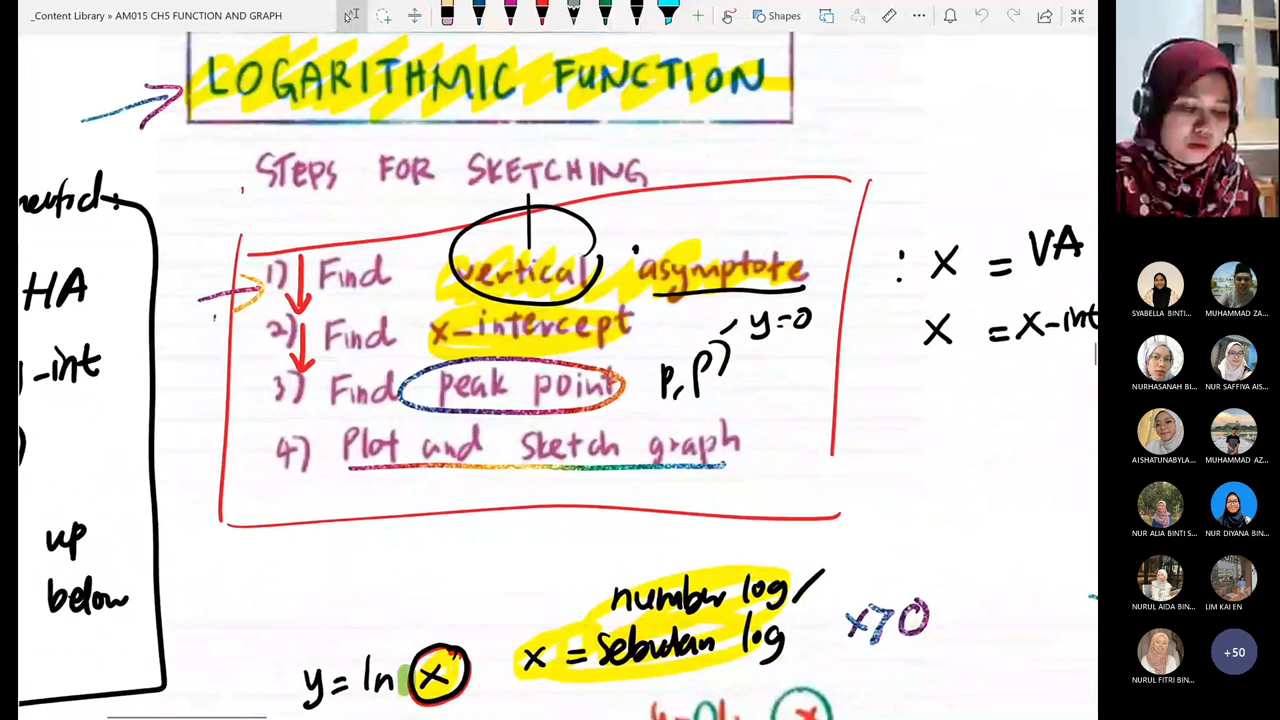 _Content Library » AM015 CH5 FUNCTION AND GRAPH
Shapes
LOGARITHMIC FUNCTION
STEPS FOR SKETCHING
1) Find vertical asymptote
2) Find x-intercept
y=0
3) Find peak point
4) Plot and sketch graph
: x = VA
x = x-int
HA
-int
up
below
number log/
x = sebutan log
x>0
y = ln x
SYABELLA BINTI...
MUHAMMAD ZA...
NURHASANAH BI...
NUR SAFFIYA AIS...
AISHATUNABYLA...
MUHAMMAD AZ...
NUR ALIA BINTI S...
NUR DIYANA BIN...
NURUL AIDA BIN...
LIM KAI EN
NURUL FITRI BIN...
+50